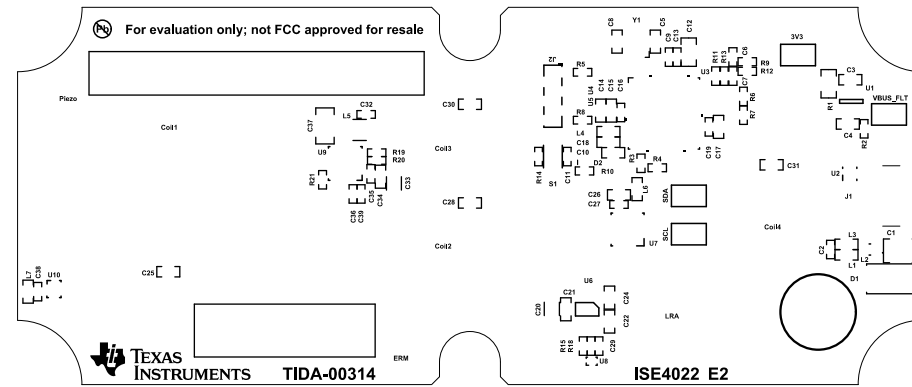 Pb For evaluation only; not FCC approved for resale
Y1
C8
C5
C9
C13
C12
3V3
J2
R5
U4
U5
C14
C15
C16
R11
R13
U3
C6
C7
R9
R12
R6
R7
R1
C3
U1
VBUS_FLT
C4
R2
Piezo
Coil1
C37
L5
C32
U9
R19
R20
R21
C35
C34
C33
C36
C39
C30
Coil3
C28
Coil2
R8
L4
C18
C10
D2
R10
R14
S1
C11
R3
R4
C19
C17
C31
U2
J1
C26
C27
L6
U7
SDA
SCL
Coil4
C2
L3
L1
L2
C1
D1
L7
C38
U10
C25
C20
C21
U6
C24
C22
LRA
R15
R18
C29
U8
TEXAS
INSTRUMENTS
TIDA-00314
ERM
ISE4022 E2